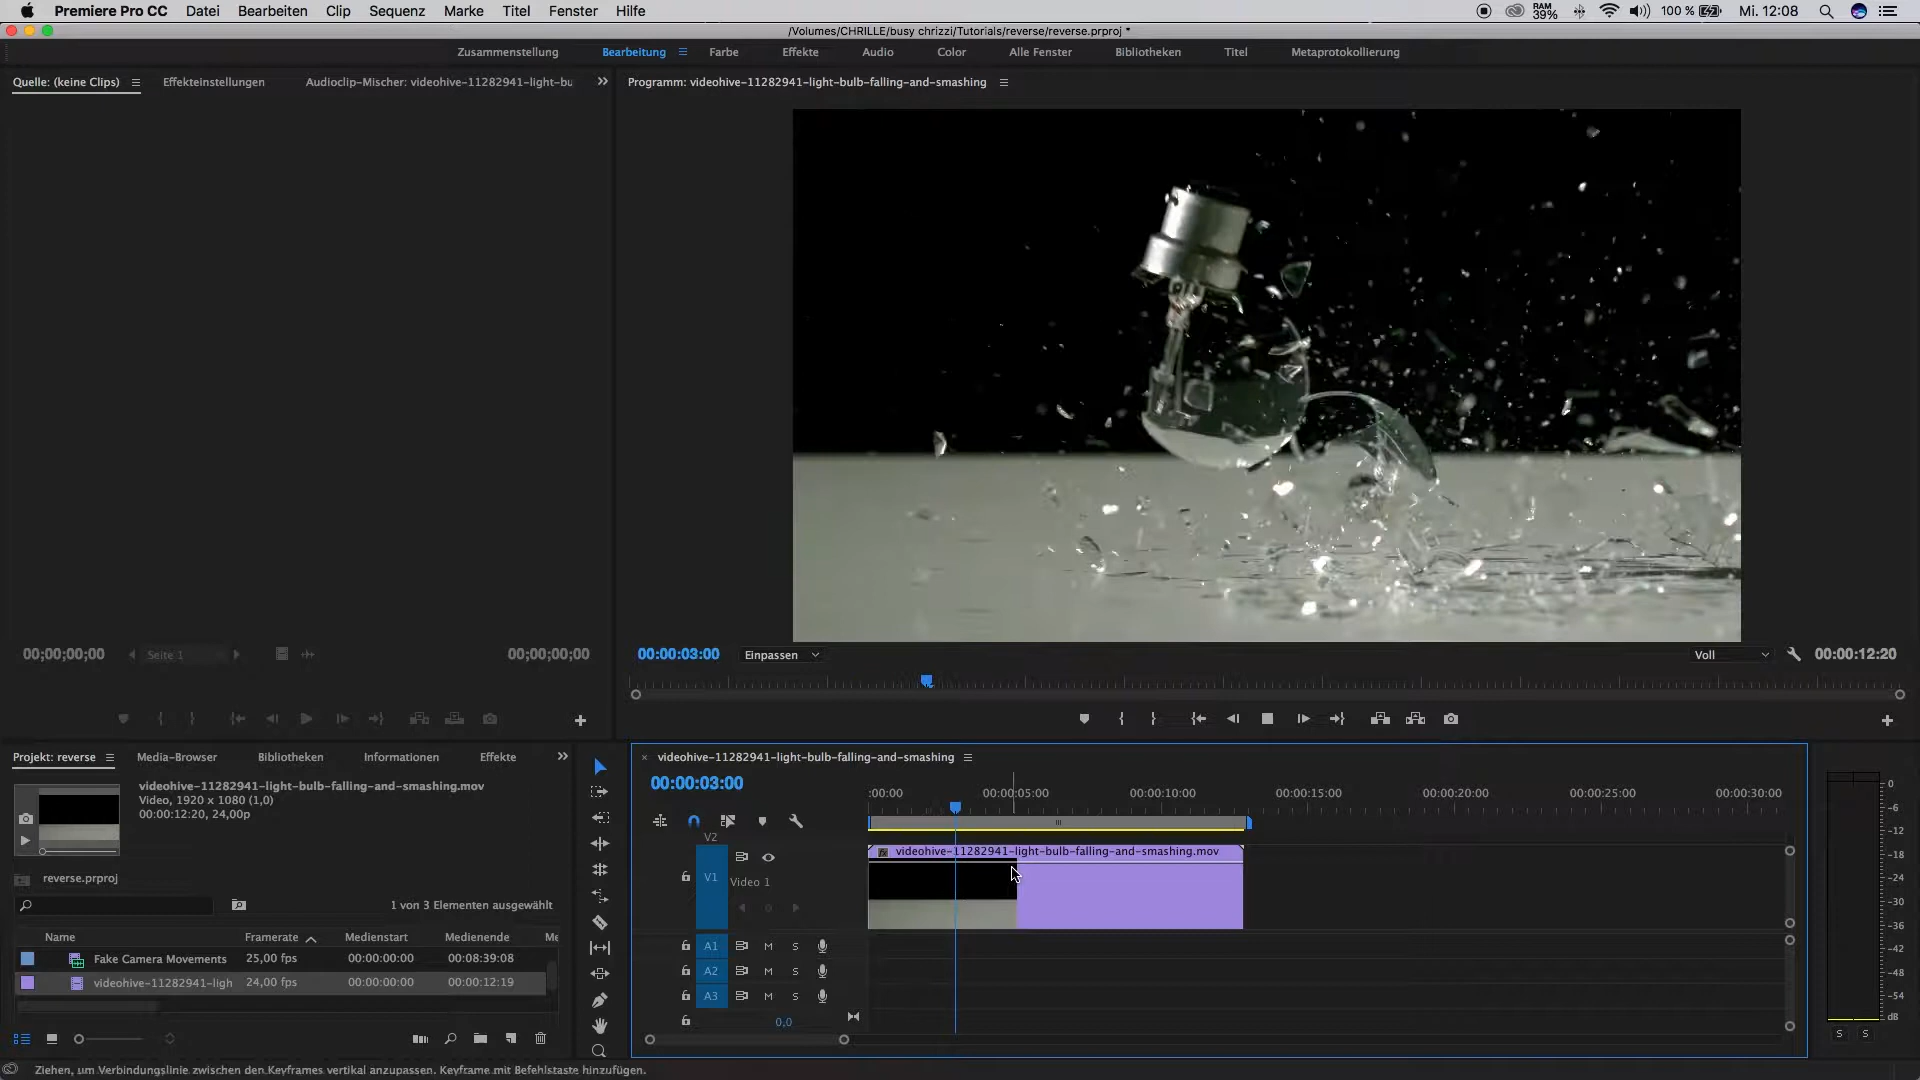 Premiere Pro CC Datei Bearbeiten Clip Sequenz Marke Titel Fenster Hilfe RAM 39% 100 % Mi. 12:08
/Volumes/CHRILLE/busy chrizzi/Tutorials/reverse/reverse.prproj *
Zusammenstellung Bearbeitung Farbe Effekte Audio Color Alle Fenster Bibliotheken Titel Metaprotokollierung
Quelle: (keine Clips) Effekteinstellungen Audioclip-Mischer: videohive-11282941-light-bu
Programm: videohive-11282941-light-bulb-falling-and-smashing
00;00;00;00 Seite 1 00;00;00;00
00:00:03:00 Einpassen Voll 00:00:12:20
Projekt: reverse Media-Browser Bibliotheken Informationen Effekte
videohive-11282941-light-bulb-falling-and-smashing.mov
Video, 1920 x 1080 (1,0)
00:00:12:20, 24,00p
reverse.prproj
1 von 3 Elementen ausgewählt
Name Framerate Medienstart Medienende Me
Fake Camera Movements 25,00 fps 00:00:00:00 00:08:39:08
videohive-11282941-ligh 24,00 fps 00:00:00:00 00:00:12:19
videohive-11282941-light-bulb-falling-and-smashing
00:00:03:00
:00:00 00:00:05:00 00:00:10:00 00:00:15:00 00:00:20:00 00:00:25:00 00:00:30:00
V2
videohive-11282941-light-bulb-falling-and-smashing.mov
V1 Video 1
A1 M S
A2 M S
A3 M S
0,0
0
-6
-12
-18
-24
-30
-36
-42
-48
-54
dB
S S
Ziehen, um Verbindungslinie zwischen den Keyframes vertikal anzupassen. Keyframe mit Befehlstaste hinzufügen.